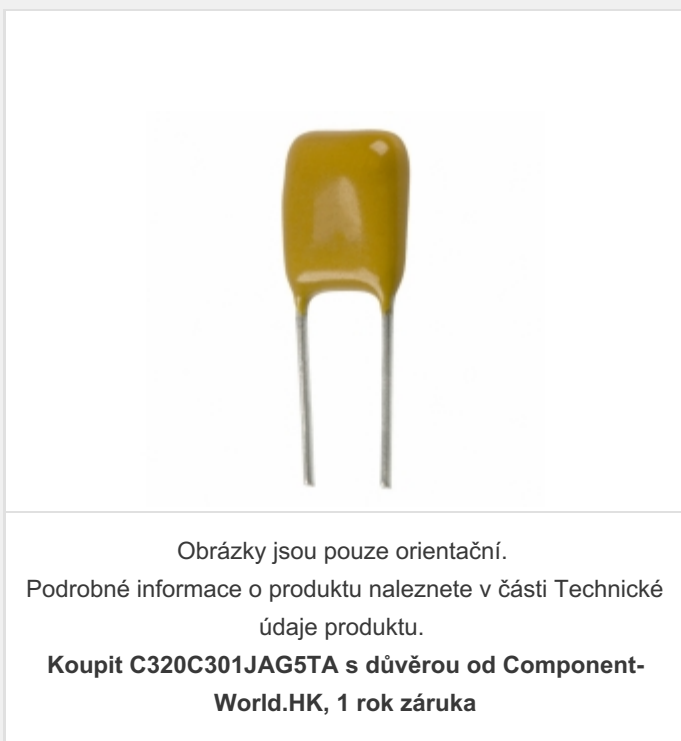 Obrázky jsou pouze orientační.
Podrobné informace o produktu naleznete v části Technické
údaje produktu.
Koupit C320C301JAG5TA s důvěrou od Component-
World.HK, 1 rok záruka